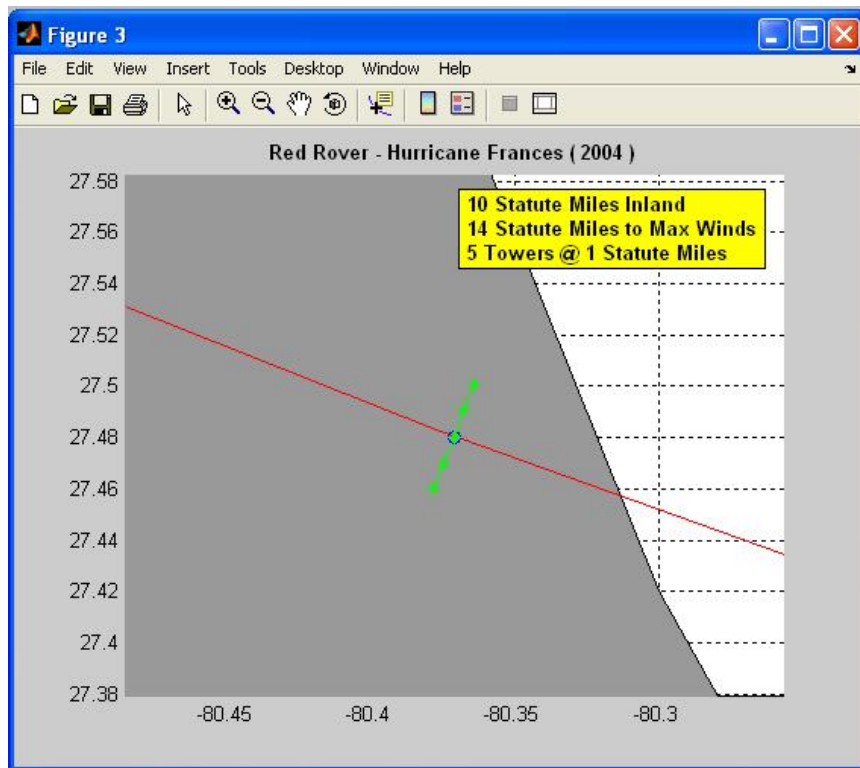 Figure 3
File Edit View Insert Tools Desktop Window Help
Red Rover - Hurricane Frances ( 2004 )
10 Statute Miles Inland
14 Statute Miles to Max Winds
5 Towers @ 1 Statute Miles
27.58
27.56
27.54
27.52
27.5
27.48
27.46
27.44
27.42
27.4
27.38
-80.45 -80.4 -80.35 -80.3